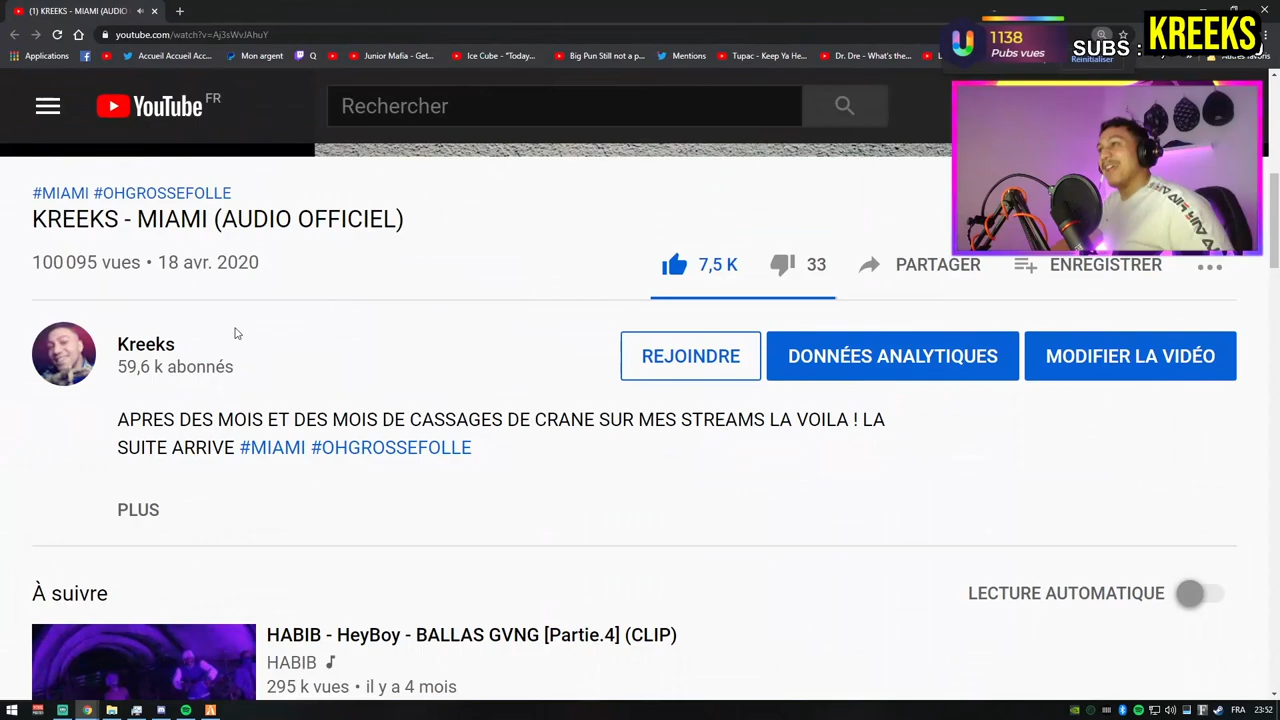 (1) KREEKS - MIAMI (AUDIO OFFICIEL)
youtube.com/watch?v=Aj3sWvJAhuY
Applications
Accueil Accueil Acc...
Junior Mafia - Get...
Ice Cube - "Today...
Big Pun Still not a p...
Mentions
Tupac - Keep Ya He...
Dr. Dre - What's the...
Mon argent
Q
1138
Pubs vues
SUBS :
KREEKS
Réinitialiser
YouTube FR
Rechercher
#MIAMI #OHGROSSEFOLLE
KREEKS - MIAMI (AUDIO OFFICIEL)
100 095 vues • 18 avr. 2020
7,5 K
33
PARTAGER
ENREGISTRER
Kreeks
59,6 k abonnés
REJOINDRE
DONNÉES ANALYTIQUES
MODIFIER LA VIDÉO
APRES DES MOIS ET DES MOIS DE CASSAGES DE CRANE SUR MES STREAMS LA VOILA ! LA
SUITE ARRIVE #MIAMI #OHGROSSEFOLLE
PLUS
À suivre
LECTURE AUTOMATIQUE
HABIB - HeyBoy - BALLAS GVNG [Partie.4] (CLIP)
HABIB
295 k vues • il y a 4 mois
FRA
23:52